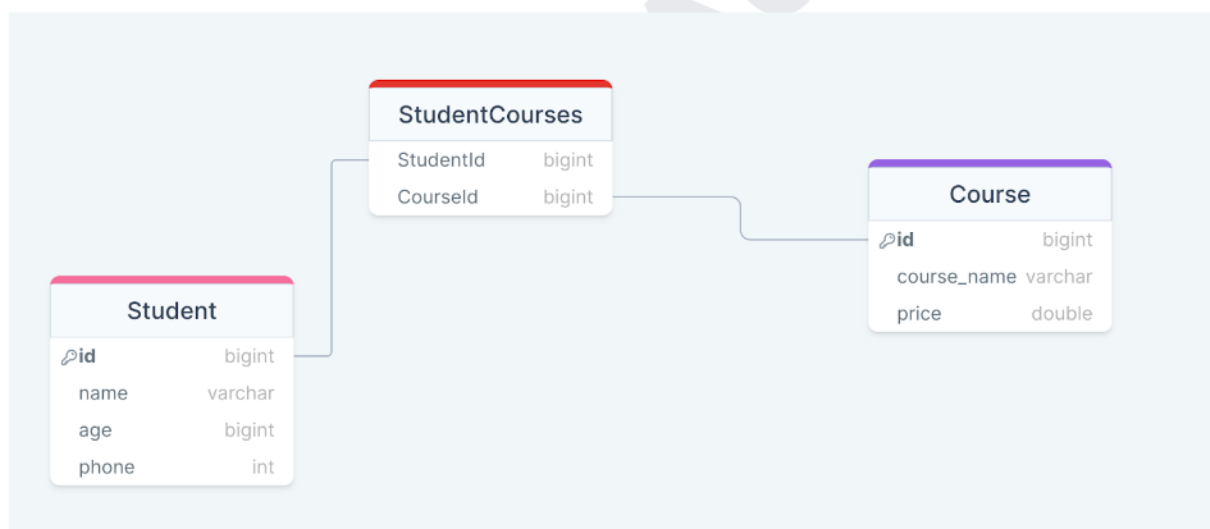 StudentCourses
StudentId bigint
CourseId bigint
Course
id bigint
course_name varchar
price double
Student
id bigint
name varchar
age bigint
phone int